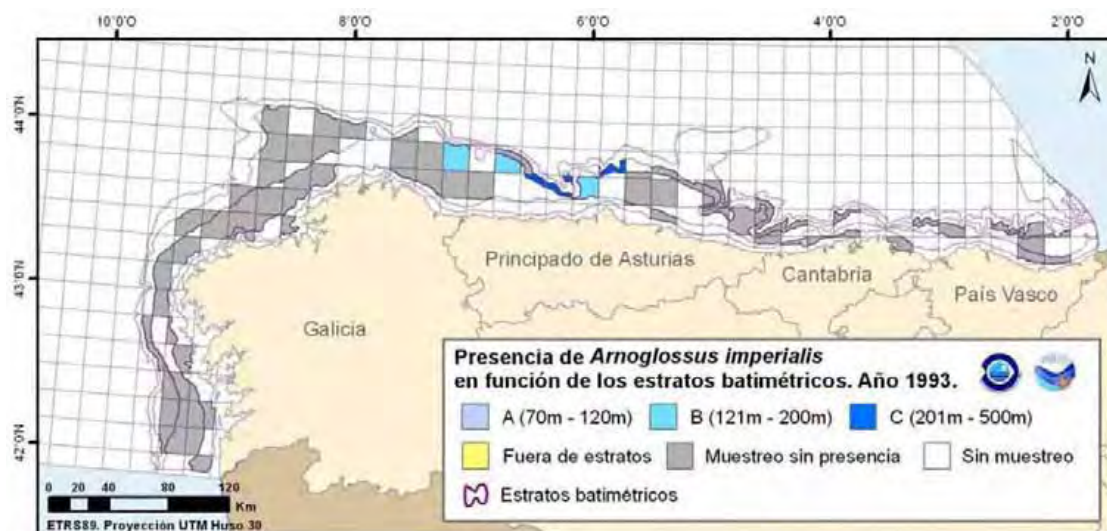 10°0'O 8°0'O 6°0'O 4°0'O 2°0'O
44°0'N
43°0'N
42°0'N
N
Principado de Asturias
Cantabria
País Vasco
Galicia
Presencia de Arnoglossus imperialis
en función de los estratos batimétricos. Año 1993.
A (70m - 120m) B (121m - 200m) C (201m - 500m)
Fuera de estratos Muestreo sin presencia Sin muestreo
Estratos batimétricos
0 20 40 80 120
Km
ETRS89. Proyección UTM Huso 30